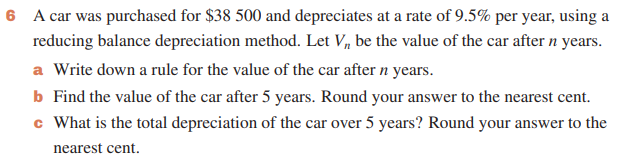 6 A car was purchased for $38 500 and depreciates at a rate of 9.5% per year, using a
reducing balance depreciation method. Let Vₙ be the value of the car after n years.
a Write down a rule for the value of the car after n years.
b Find the value of the car after 5 years. Round your answer to the nearest cent.
c What is the total depreciation of the car over 5 years? Round your answer to the
nearest cent.